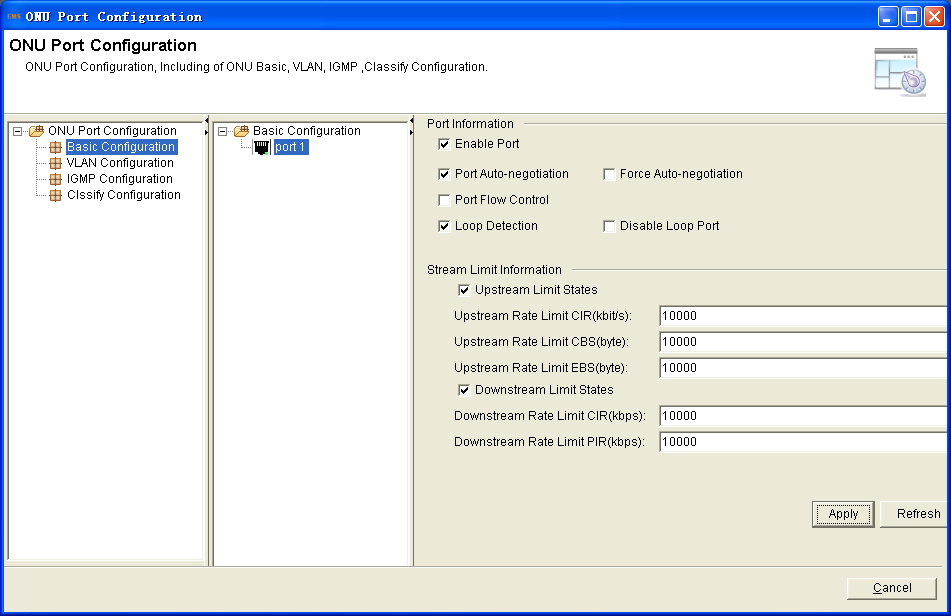 EMS ONU Port Configuration
ONU Port Configuration
ONU Port Configuration, Including of ONU Basic, VLAN, IGMP ,Classify Configuration.
ONU Port Configuration
Basic Configuration
VLAN Configuration
IGMP Configuration
Clssify Configuration
Basic Configuration
port 1
Port Information
Enable Port
Port Auto-negotiation
Force Auto-negotiation
Port Flow Control
Loop Detection
Disable Loop Port
Stream Limit Information
Upstream Limit States
Upstream Rate Limit CIR(kbit/s): 10000
Upstream Rate Limit CBS(byte): 10000
Upstream Rate Limit EBS(byte): 10000
Downstream Limit States
Downstream Rate Limit CIR(kbps): 10000
Downstream Rate Limit PIR(kbps): 10000
Apply
Refresh
Cancel